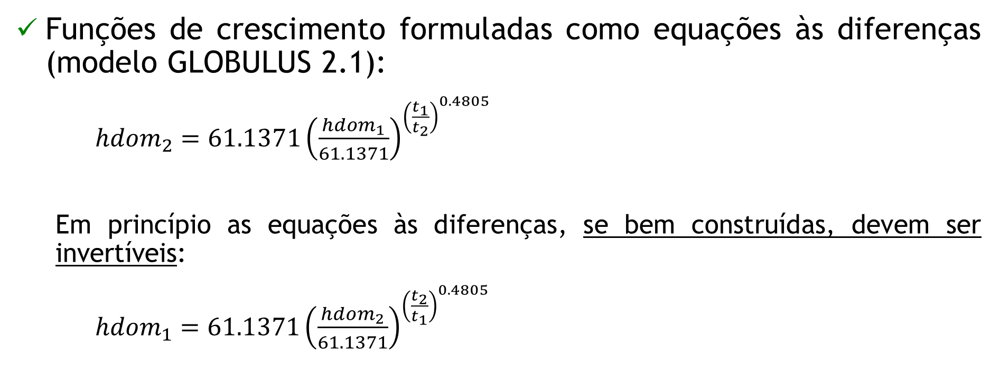 ✓ Funções de crescimento formuladas como equações às diferenças
(modelo GLOBULUS 2.1):
$hdom_2 = 61.1371 \left(\frac{hdom_1}{61.1371}\right)^{\left(\frac{t_1}{t_2}\right)^{0.4805}}$
Em princípio as equações às diferenças, se bem construídas, devem ser
invertíveis:
$hdom_1 = 61.1371 \left(\frac{hdom_2}{61.1371}\right)^{\left(\frac{t_2}{t_1}\right)^{0.4805}}$